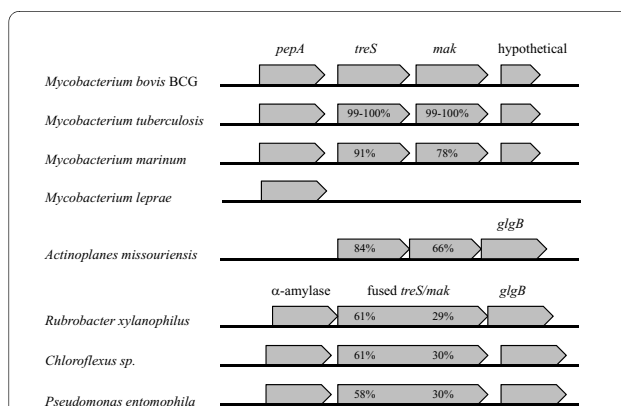 pepA treS mak hypothetical
Mycobacterium bovis BCG
Mycobacterium tuberculosis 99-100% 99-100%
Mycobacterium marinum 91% 78%
Mycobacterium leprae
glgB
Actinoplanes missouriensis 84% 66%
α-amylase fused treS/mak glgB
Rubrobacter xylanophilus 61% 29%
Chloroflexus sp. 61% 30%
Pseudomonas entomophila 58% 30%